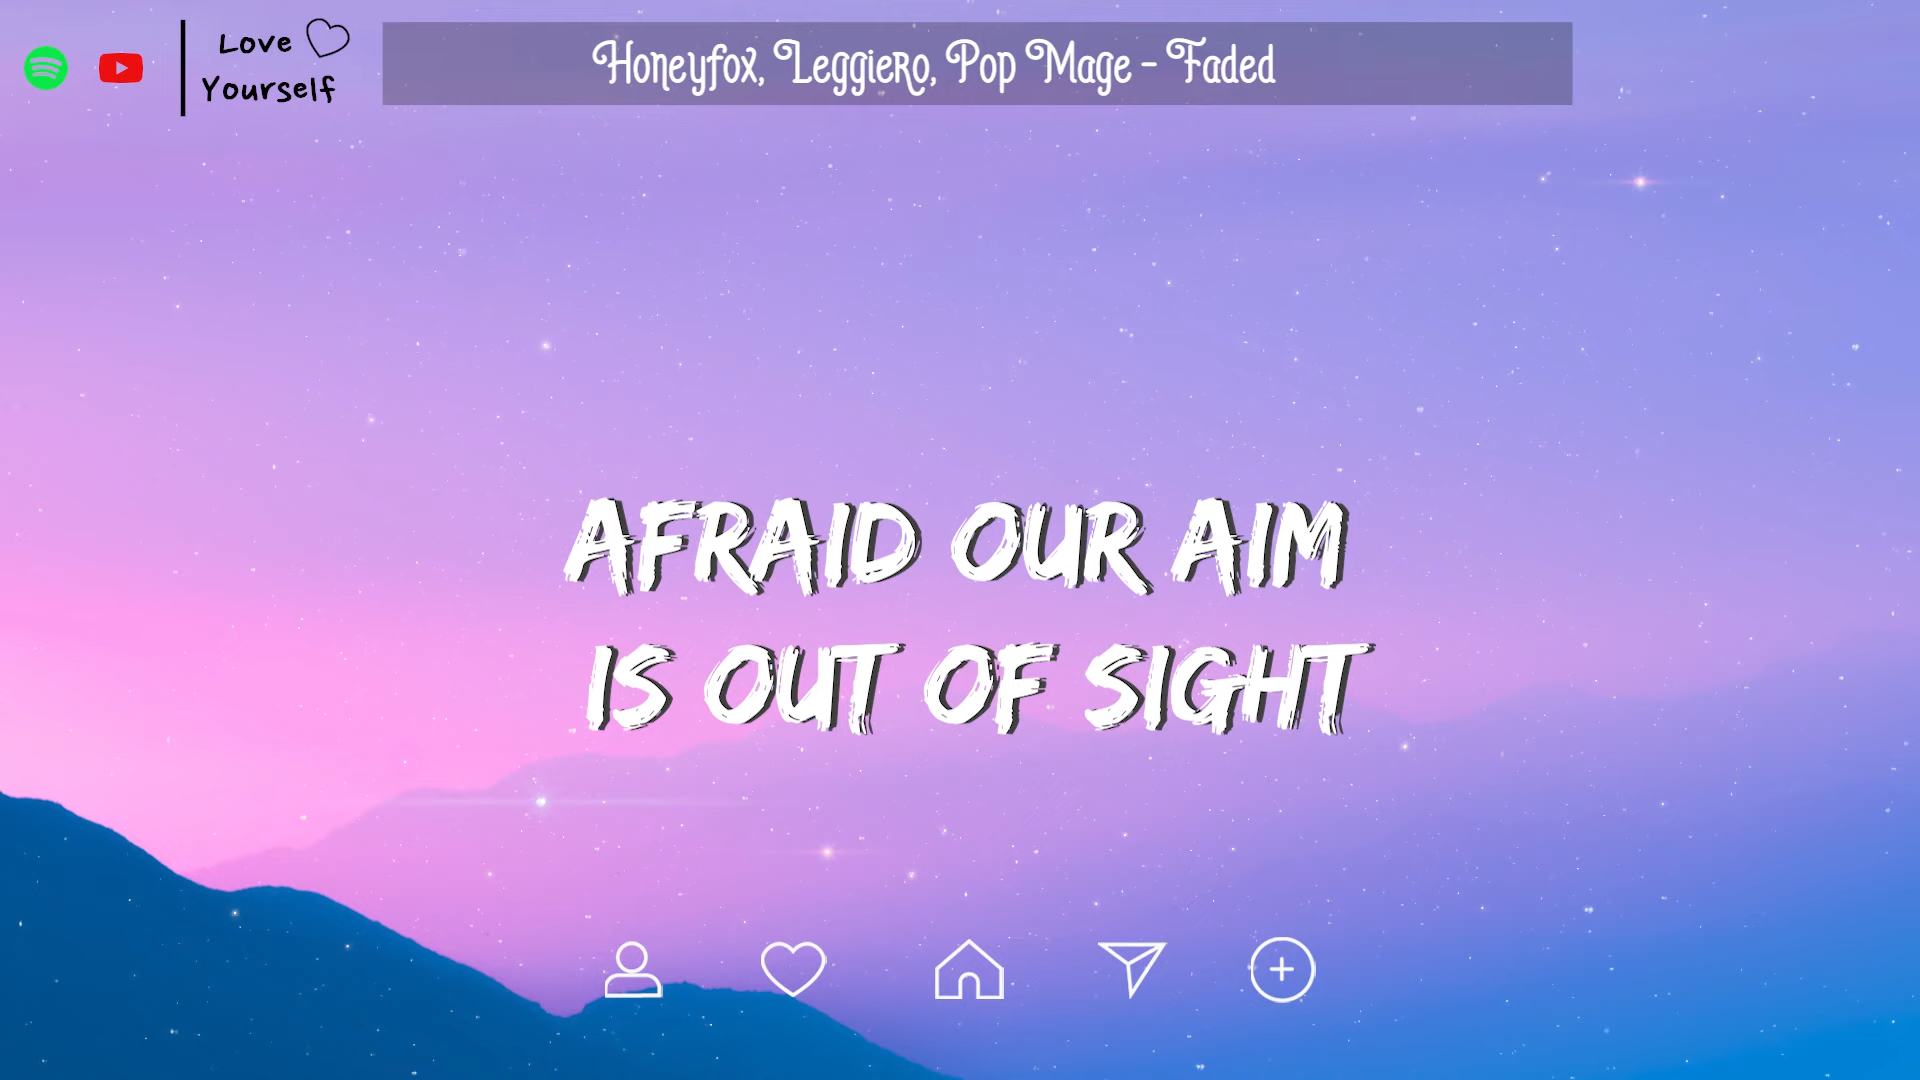 Love
Yourself
Honeyfox, Leggiero, Pop Mage - Faded
AFRAID OUR AIM
IS OUT OF SIGHT